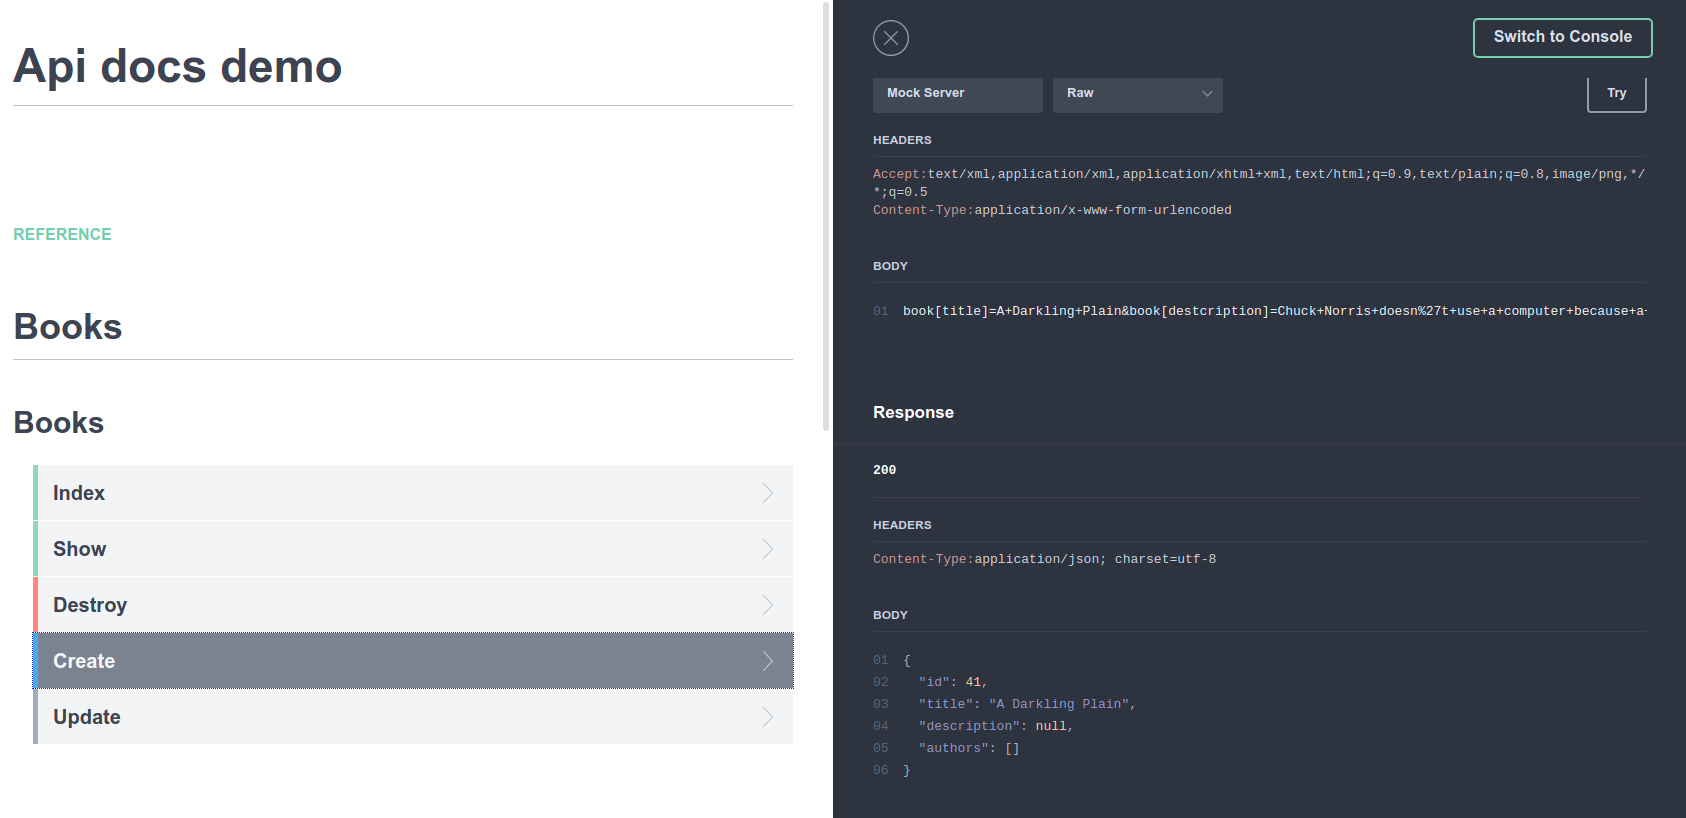 Api docs demo
REFERENCE
Books
Books
Index
Show
Destroy
Create
Update
Switch to Console
Mock Server
Raw
Try
HEADERS
Accept:text/xml,application/xml,application/xhtml+xml,text/html;q=0.9,text/plain;q=0.8,image/png,*/
*;q=0.5
Content-Type:application/x-www-form-urlencoded
BODY
01 book[title]=A+Darkling+Plain&book[destcription]=Chuck+Norris+doesn%27t+use+a+computer+because+a+
Response
200
HEADERS
Content-Type:application/json; charset=utf-8
BODY
01 {
02 "id": 41,
03 "title": "A Darkling Plain",
04 "description": null,
05 "authors": []
06 }